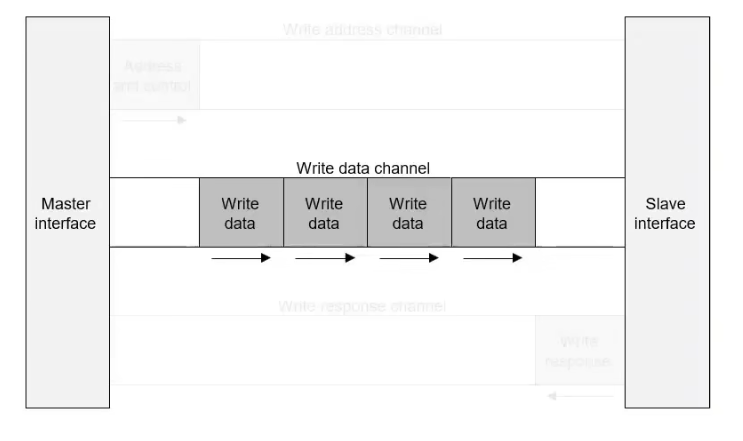 Write address channel
Address
and control
Write data channel
Master
interface
Write
data
Write
data
Write
data
Write
data
Slave
interface
Write response channel
Write
response